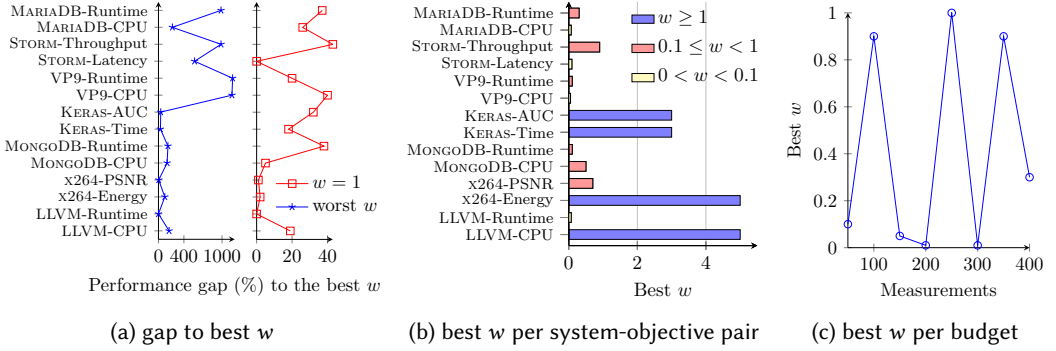 MARIADB-Runtime
MARIADB-CPU
STORM-Throughput
STORM-Latency
VP9-Runtime
VP9-CPU
KERAS-AUC
KERAS-Time
MONGODB-Runtime
MONGODB-CPU
X264-PSNR
X264-Energy
LLVM-Runtime
LLVM-CPU
w = 1
worst w
0 400 1000
0 20 40
Performance gap (%) to the best w
(a) gap to best w
MARIADB-Runtime
MARIADB-CPU
STORM-Throughput
STORM-Latency
VP9-Runtime
VP9-CPU
KERAS-AUC
KERAS-Time
MONGODB-Runtime
MONGODB-CPU
X264-PSNR
X264-Energy
LLVM-Runtime
LLVM-CPU
w ≥ 1
0.1 ≤ w < 1
0 < w < 0.1
0 2 4
Best w
(b) best w per system-objective pair
1
0.8
0.6
0.4
0.2
0
Best w
100 200 300 400
Measurements
(c) best w per budget